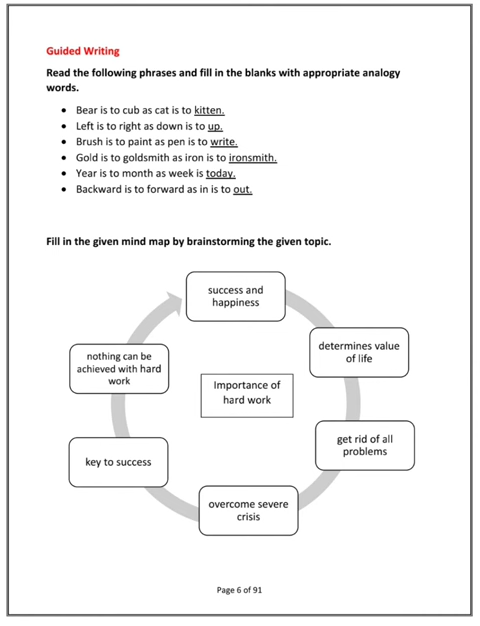 Guided Writing
Read the following phrases and fill in the blanks with appropriate analogy
words.
• Bear is to cub as cat is to kitten.
• Left is to right as down is to up.
• Brush is to paint as pen is to write.
• Gold is to goldsmith as iron is to ironsmith.
• Year is to month as week is today.
• Backward is to forward as in is to out.
Fill in the given mind map by brainstorming the given topic.
success and
happiness
determines value
of life
get rid of all
problems
overcome severe
crisis
key to success
nothing can be
achieved with hard
work
Importance of
hard work
Page 6 of 91